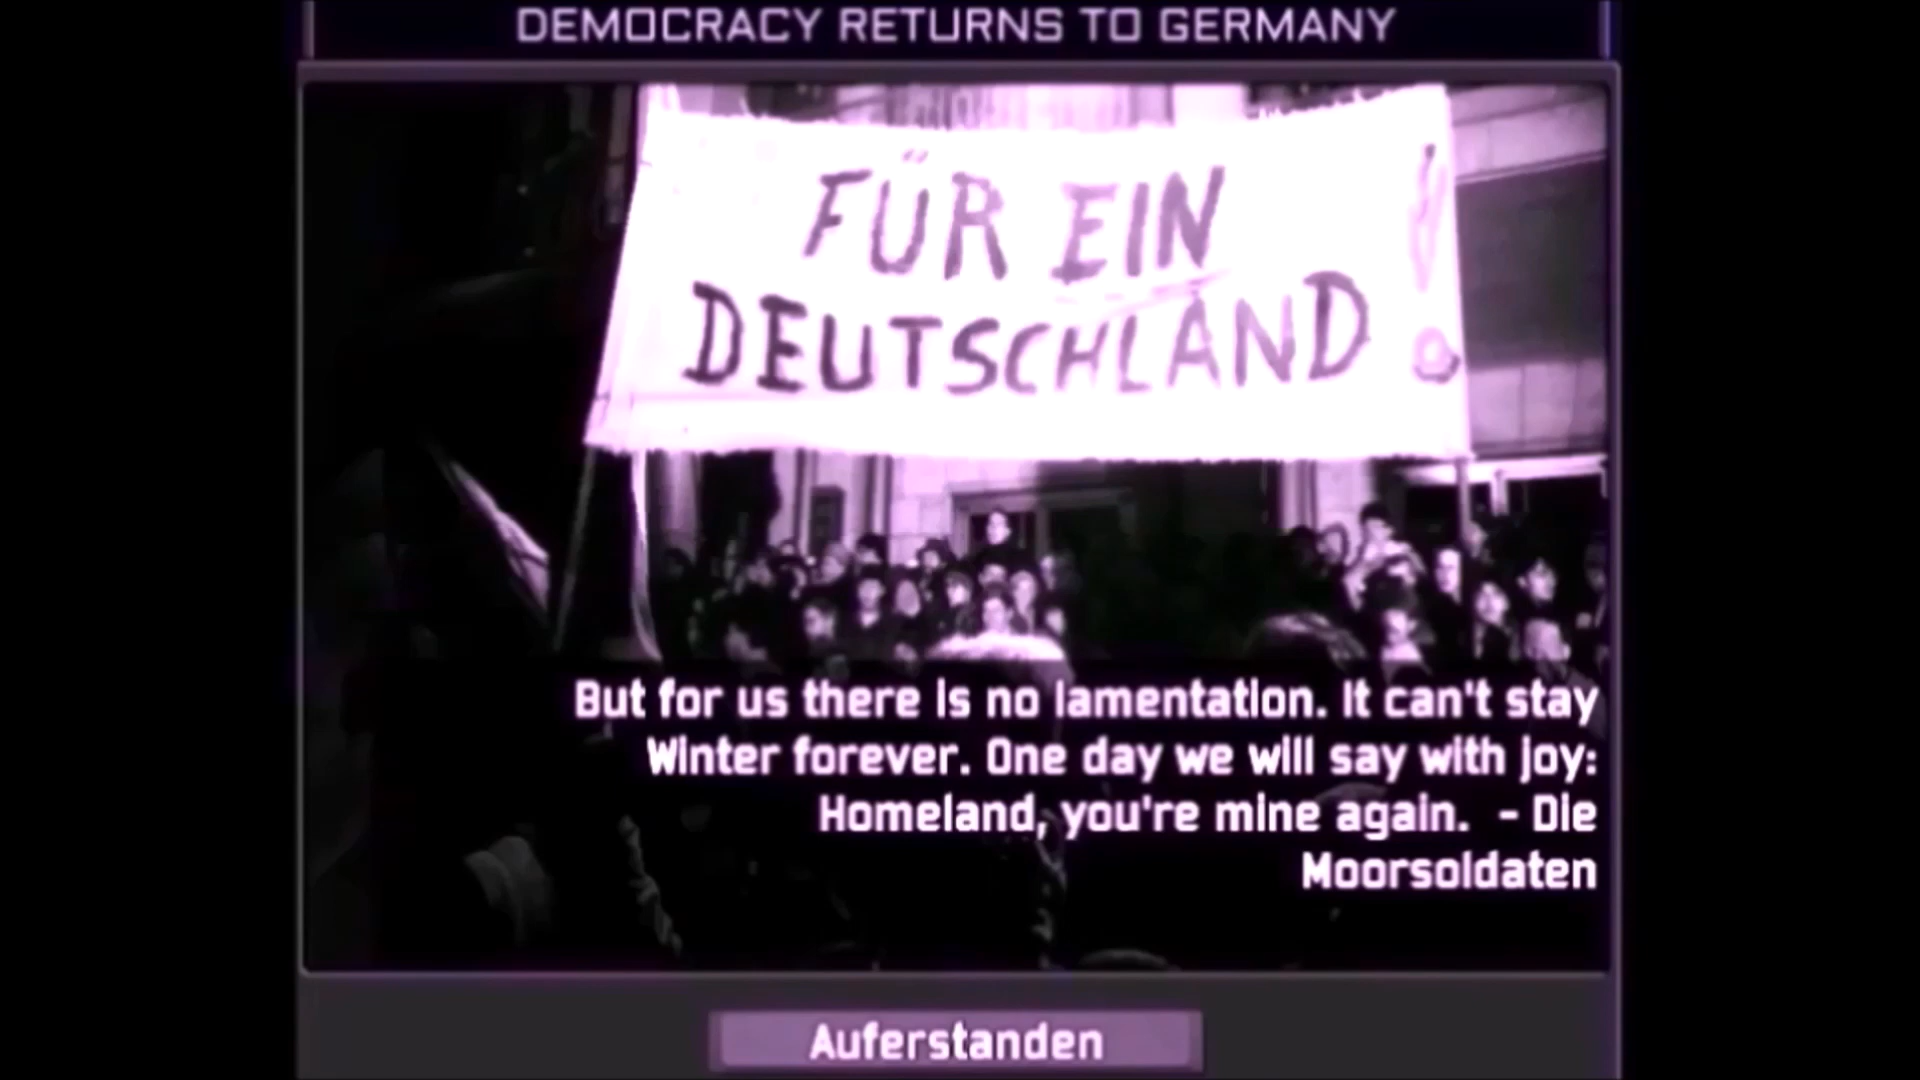 DEMOCRACY RETURNS TO GERMANY
FÜR EIN
DEUTSCHLAND!
But for us there is no lamentation. It can't stay
Winter forever. One day we will say with joy:
Homeland, you're mine again. - Die
Moorsoldaten
Auferstanden